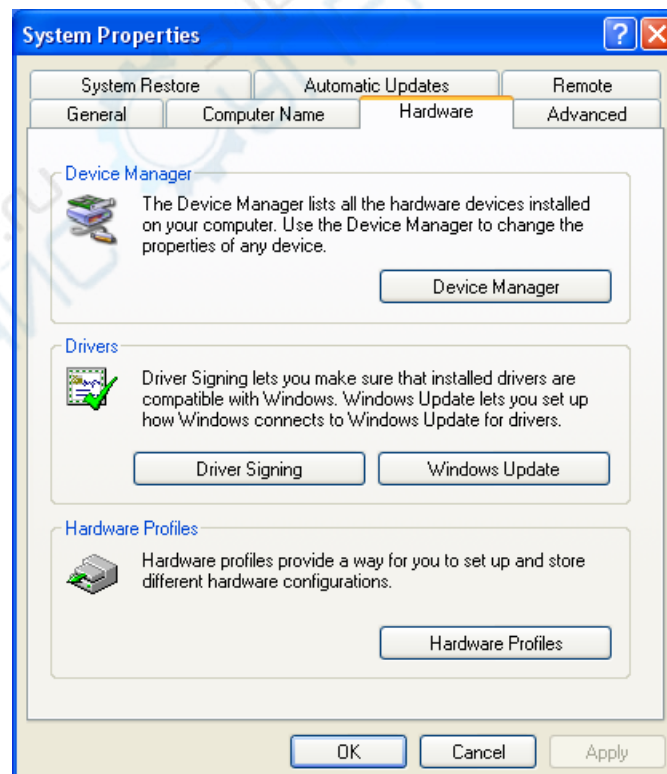 System Properties
System Restore Automatic Updates Remote
General Computer Name Hardware Advanced
Device Manager
The Device Manager lists all the hardware devices installed
on your computer. Use the Device Manager to change the
properties of any device.
Device Manager
Drivers
Driver Signing lets you make sure that installed drivers are
compatible with Windows. Windows Update lets you set up
how Windows connects to Windows Update for drivers.
Driver Signing Windows Update
Hardware Profiles
Hardware profiles provide a way for you to set up and store
different hardware configurations.
Hardware Profiles
OK Cancel Apply